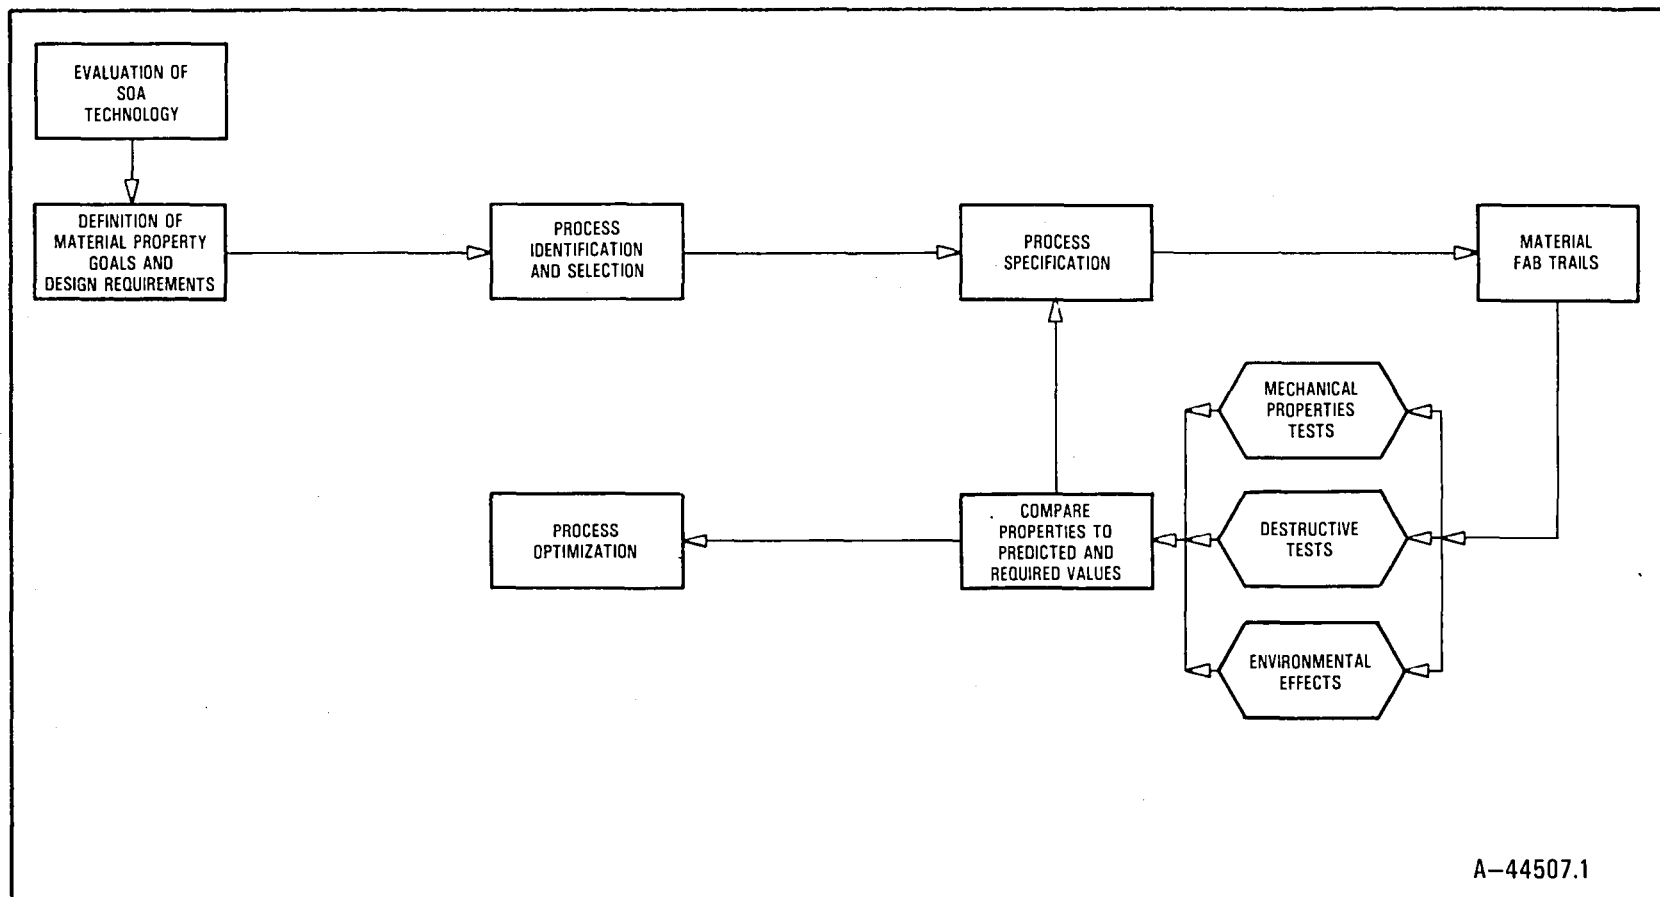 EVALUATION OF
SOA
TECHNOLOGY
DEFINITION OF
MATERIAL PROPERTY
GOALS AND
DESIGN REQUIREMENTS
PROCESS
IDENTIFICATION
AND SELECTION
PROCESS
SPECIFICATION
MATERIAL
FAB TRAILS
MECHANICAL
PROPERTIES
TESTS
DESTRUCTIVE
TESTS
ENVIRONMENTAL
EFFECTS
COMPARE
PROPERTIES TO
PREDICTED AND
REQUIRED VALUES
PROCESS
OPTIMIZATION
A–44507.1